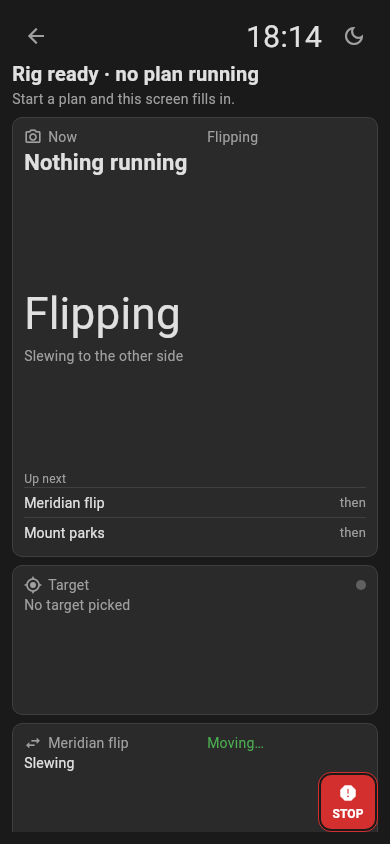 18:14
Rig ready · no plan running
Start a plan and this screen fills in.
Now
Flipping
Nothing running
Flipping
Slewing to the other side
Up next
Meridian flip then
Mount parks then
Target
No target picked
Meridian flip
Moving…
Slewing
STOP